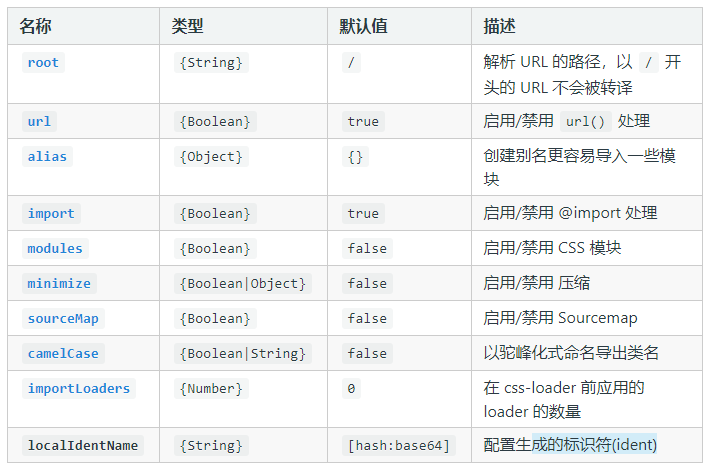 名称 类型 默认值 描述
root {String} / 解析 URL 的路径，以 / 开
头的 URL 不会被转译
url {Boolean} true 启用/禁用 url() 处理
alias {Object} {} 创建别名更容易导入一些模
块
import {Boolean} true 启用/禁用 @import 处理
modules {Boolean} false 启用/禁用 CSS 模块
minimize {Boolean|Object} false 启用/禁用 压缩
sourceMap {Boolean} false 启用/禁用 Sourcemap
camelCase {Boolean|String} false 以驼峰化式命名导出类名
importLoaders {Number} 0 在 css-loader 前应用的
loader 的数量
localIdentName {String} [hash:base64] 配置生成的标识符(ident)